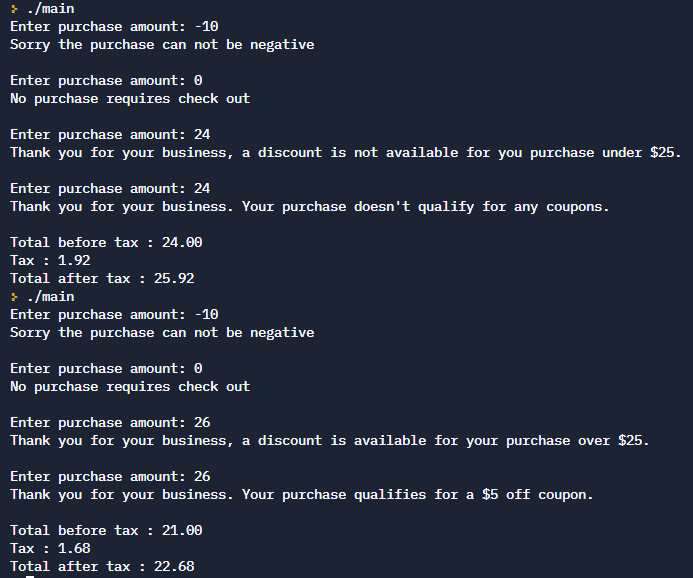 > ./main
Enter purchase amount: -10
Sorry the purchase can not be negative
Enter purchase amount: 0
No purchase requires check out
Enter purchase amount: 24
Thank you for your business, a discount is not available for you purchase under $25.
Enter purchase amount: 24
Thank you for your business. Your purchase doesn't qualify for any coupons.
Total before tax : 24.00
Tax : 1.92
Total after tax : 25.92
> ./main
Enter purchase amount: -10
Sorry the purchase can not be negative
Enter purchase amount: 0
No purchase requires check out
Enter purchase amount: 26
Thank you for your business, a discount is available for your purchase over $25.
Enter purchase amount: 26
Thank you for your business. Your purchase qualifies for a $5 off coupon.
Total before tax : 21.00
Tax : 1.68
Total after tax : 22.68